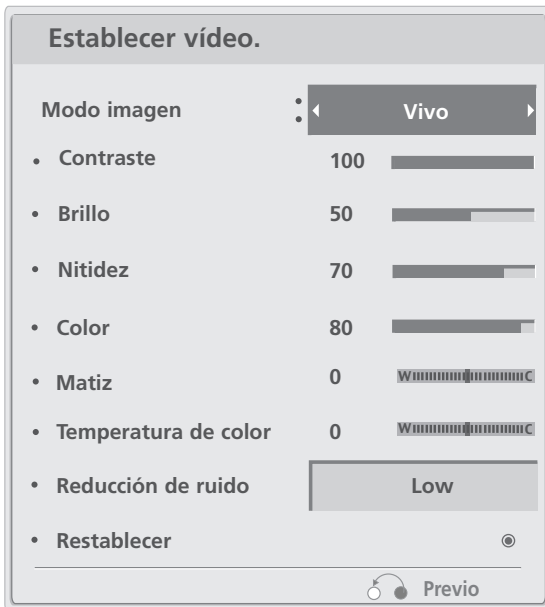 Establecer vídeo.
Modo imagen : Vivo
• Contraste 100
• Brillo 50
• Nitidez 70
• Color 80
• Matiz 0 W C
• Temperatura de color 0 W C
• Reducción de ruido Low
• Restablecer
Previo